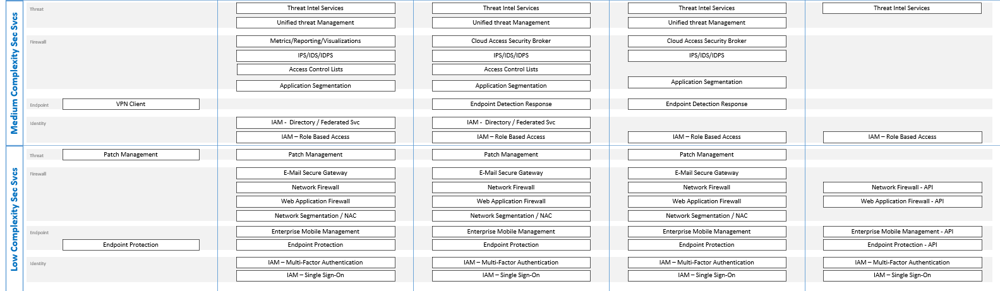 Medium Complexity Sec Svcs
Threat
Threat Intel Services
Threat Intel Services
Threat Intel Services
Threat Intel Services
Unified threat Management
Unified threat Management
Unified threat Management
Firewall
Metrics/Reporting/Visualizations
Cloud Access Security Broker
Cloud Access Security Broker
IPS/IDS/IDPS
IPS/IDS/IDPS
IPS/IDS/IDPS
Access Control Lists
Access Control Lists
Application Segmentation
Application Segmentation
Application Segmentation
Endpoint
VPN Client
Endpoint Detection Response
Endpoint Detection Response
Identity
IAM - Directory / Federated Svc
IAM - Directory / Federated Svc
IAM – Role Based Access
IAM – Role Based Access
IAM – Role Based Access
IAM – Role Based Access
Low Complexity Sec Svcs
Threat
Patch Management
Patch Management
Patch Management
Patch Management
Firewall
E-Mail Secure Gateway
E-Mail Secure Gateway
E-Mail Secure Gateway
Network Firewall
Network Firewall
Network Firewall
Network Firewall - API
Web Application Firewall
Web Application Firewall
Web Application Firewall
Web Application Firewall - API
Network Segmentation / NAC
Network Segmentation / NAC
Network Segmentation / NAC
Endpoint
Enterprise Mobile Management
Enterprise Mobile Management
Enterprise Mobile Management
Enterprise Mobile Management - API
Endpoint Protection
Endpoint Protection
Endpoint Protection
Endpoint Protection
Endpoint Protection - API
Identity
IAM – Multi-Factor Authentication
IAM – Multi-Factor Authentication
IAM – Multi-Factor Authentication
IAM – Multi-Factor Authentication
IAM – Single Sign-On
IAM – Single Sign-On
IAM – Single Sign-On
IAM – Single Sign-On